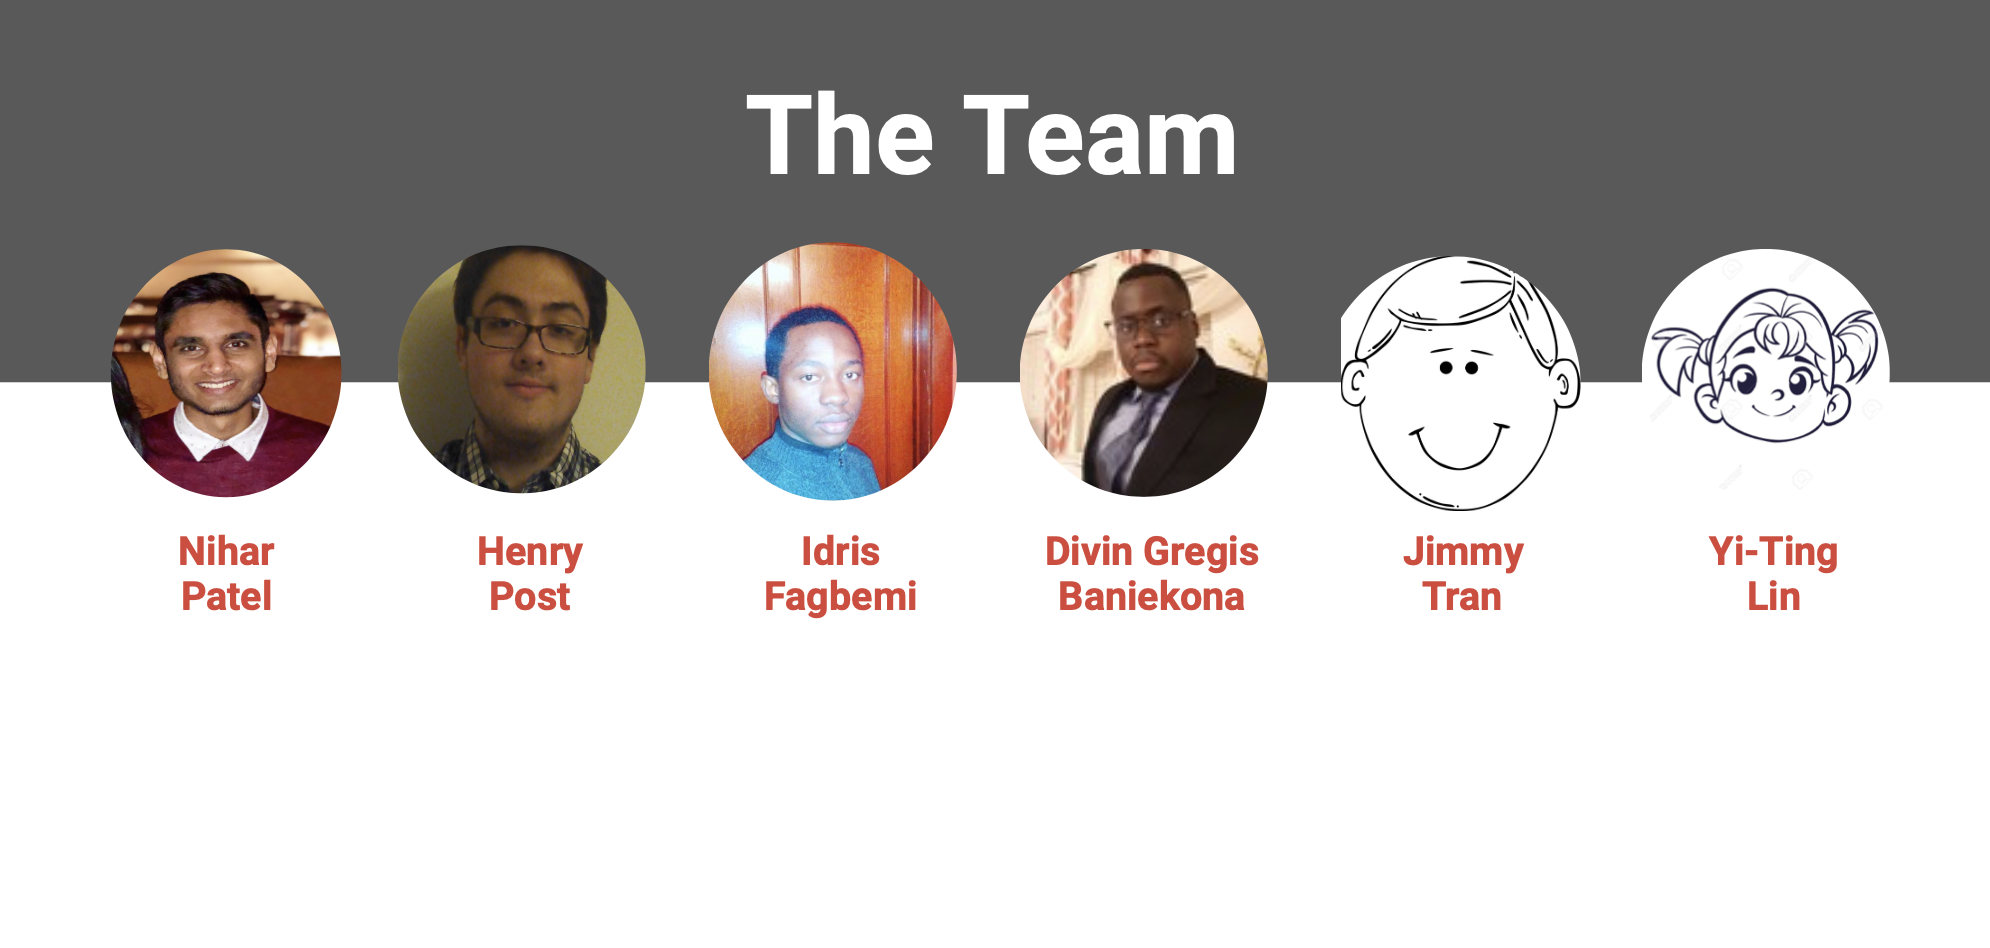 The Team
Nihar
Patel
Henry
Post
Idris
Fagbemi
Divin Gregis
Baniekona
Jimmy
Tran
Yi-Ting
Lin